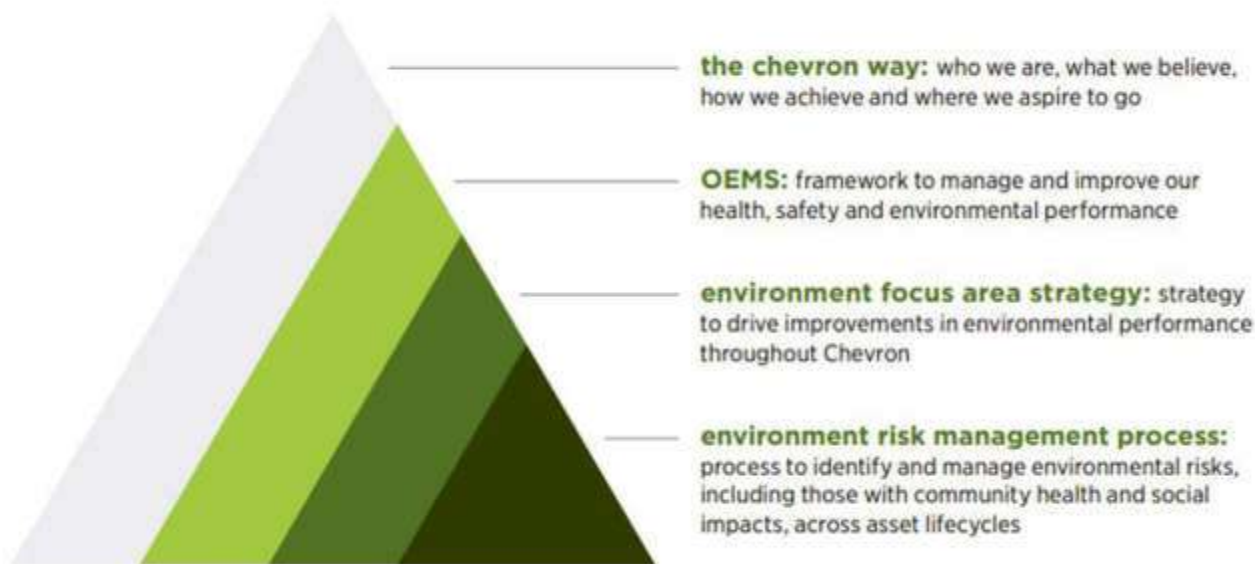 the chevron way: who we are, what we believe,
how we achieve and where we aspire to go
OEMS: framework to manage and improve our
health, safety and environmental performance
environment focus area strategy: strategy
to drive improvements in environmental performance
throughout Chevron
environment risk management process:
process to identify and manage environmental risks,
including those with community health and social
impacts, across asset lifecycles